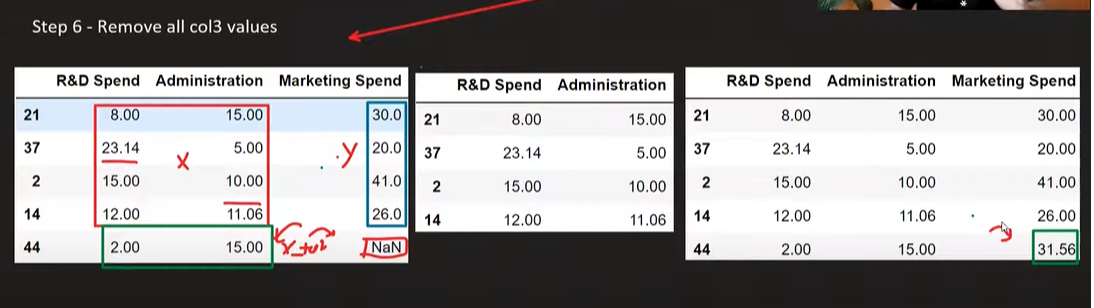 Step 6 - Remove all col3 values
R&D Spend Administration Marketing Spend
21 8.00 15.00 30.0
37 23.14 5.00 20.0
2 15.00 10.00 41.0
14 12.00 11.06 26.0
44 2.00 15.00 NaN
X
Y
R&D Spend Administration
21 8.00 15.00
37 23.14 5.00
2 15.00 10.00
14 12.00 11.06
R&D Spend Administration Marketing Spend
21 8.00 15.00 30.00
37 23.14 5.00 20.00
2 15.00 10.00 41.00
14 12.00 11.06 26.00
44 2.00 15.00 31.56